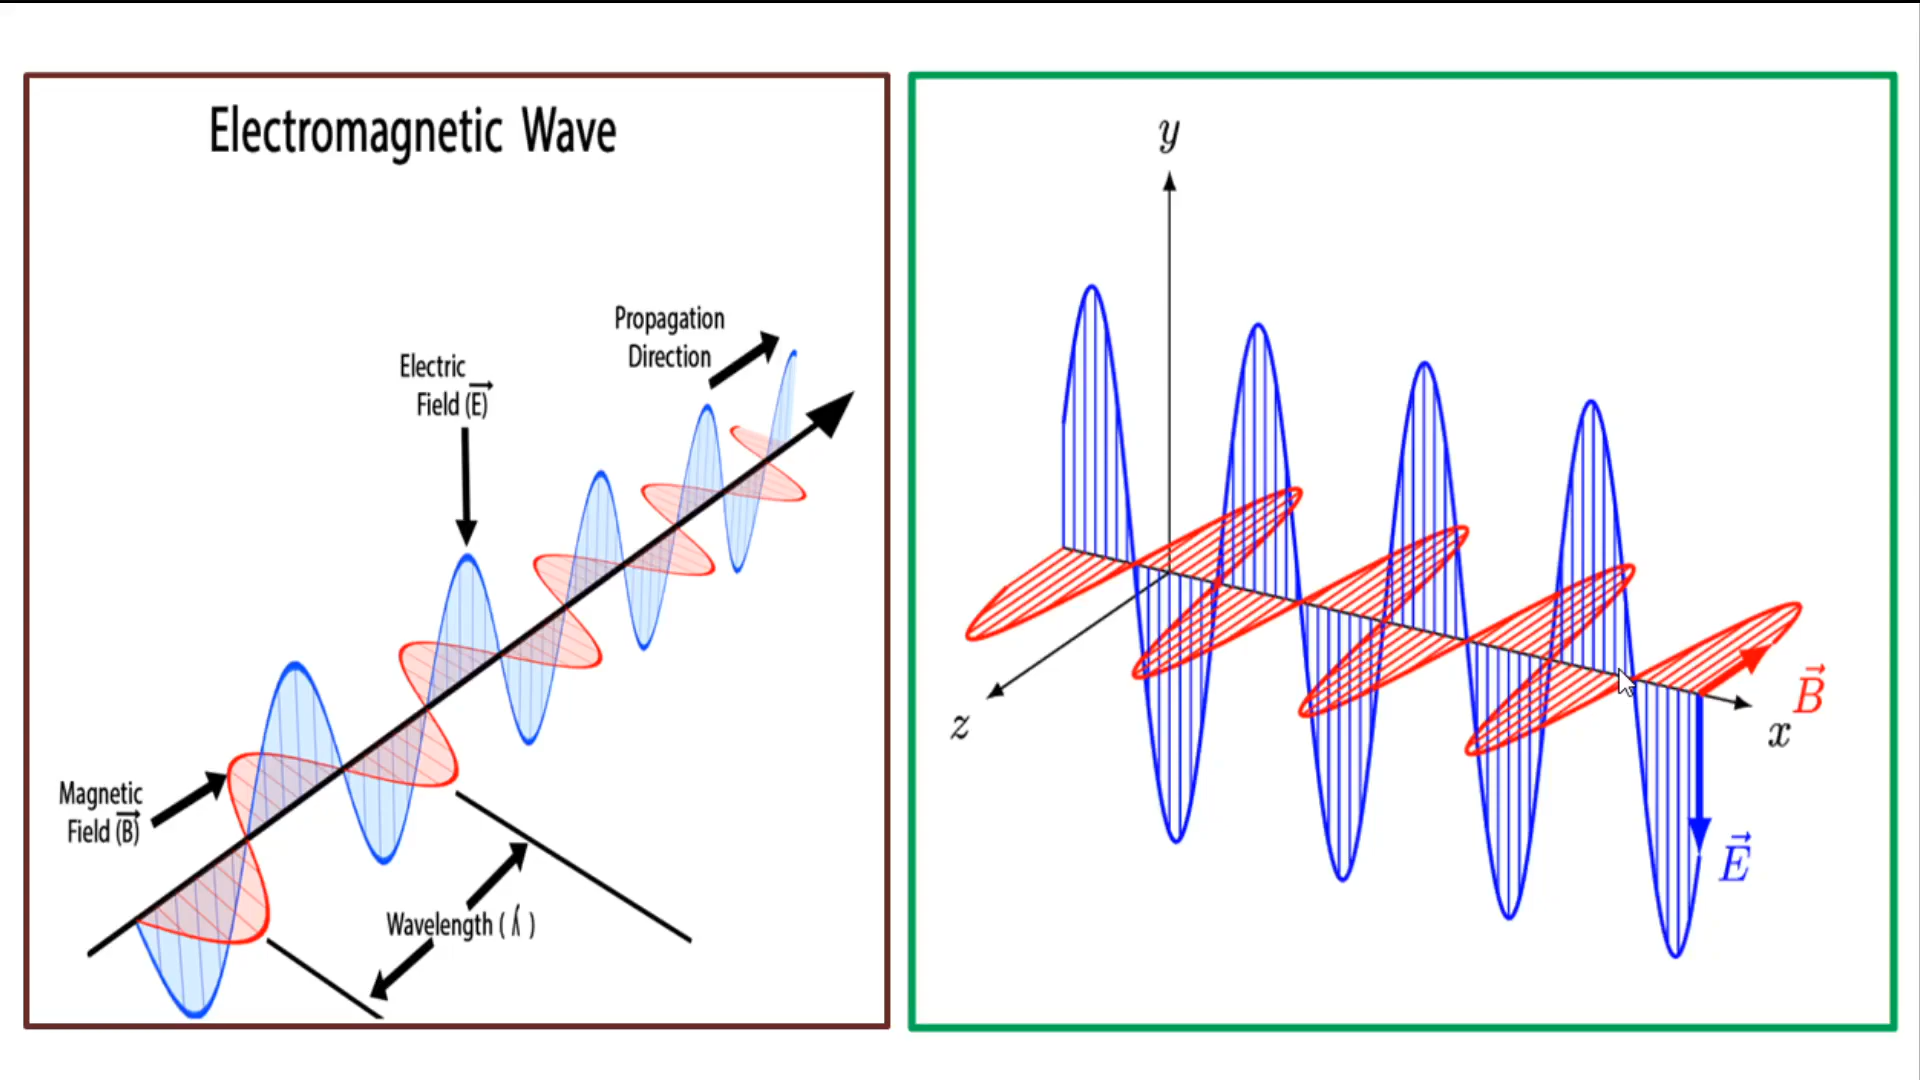 Electromagnetic Wave
Propagation
Direction
Electric
Field (E⃗)
Magnetic
Field (B⃗)
Wavelength ( λ )
y
z
x
B⃗
E⃗